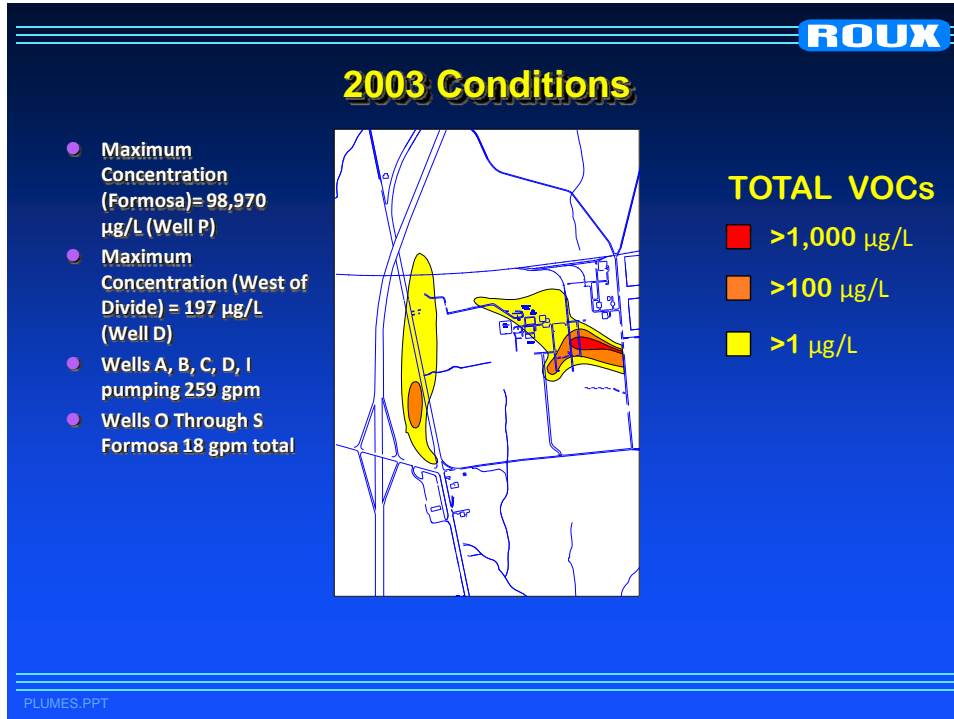 ROUX
2003 Conditions
Maximum
Concentration
(Formosa)= 98,970
µg/L (Well P)
Maximum
Concentration (West of
Divide) = 197 µg/L
(Well D)
Wells A, B, C, D, I
pumping 259 gpm
Wells O Through S
Formosa 18 gpm total
TOTAL VOCs
>1,000 µg/L
>100 µg/L
>1 µg/L
PLUMES.PPT